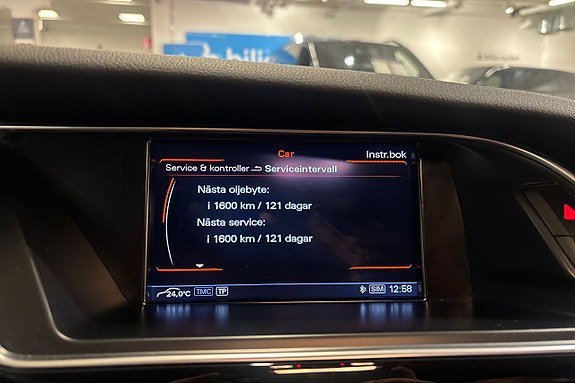 Car
Instr.bok
Service & kontroller Serviceintervall
Nästa oljebyte:
i 1600 km / 121 dagar
Nästa service:
i 1600 km / 121 dagar
24,0°C TMC TP
SIM 12:58